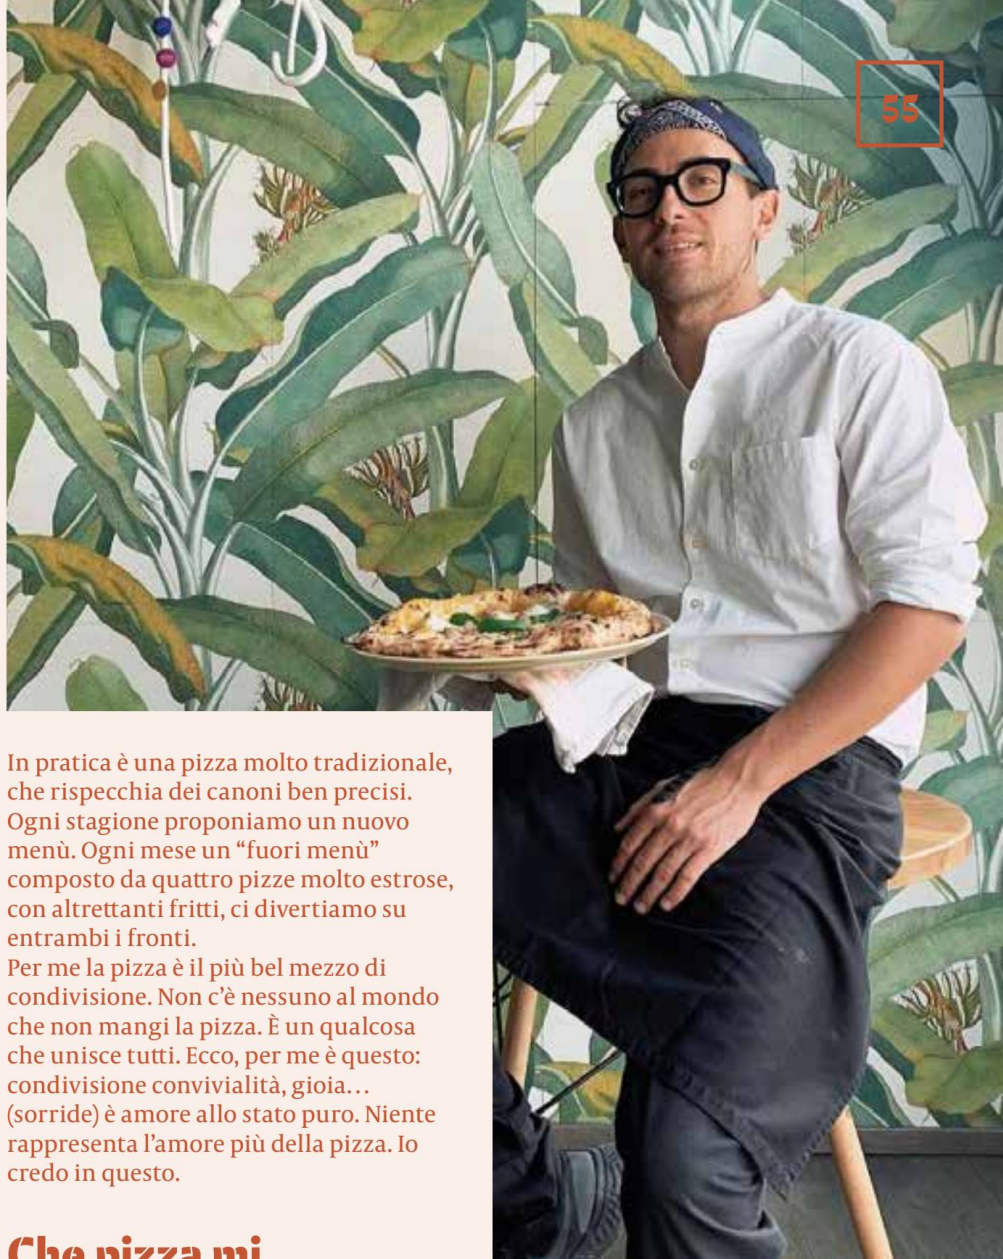 55
In pratica è una pizza molto tradizionale,
che rispecchia dei canoni ben precisi.
Ogni stagione proponiamo un nuovo
menù. Ogni mese un “fuori menù”
composto da quattro pizze molto estrose,
con altrettanti fritti, ci divertiamo su
entrambi i fronti.
Per me la pizza è il più bel mezzo di
condivisione. Non c’è nessuno al mondo
che non mangi la pizza. È un qualcosa
che unisce tutti. Ecco, per me è questo:
condivisione convivialità, gioia…
(sorride) è amore allo stato puro. Niente
rappresenta l’amore più della pizza. Io
credo in questo.
Che pizza mi